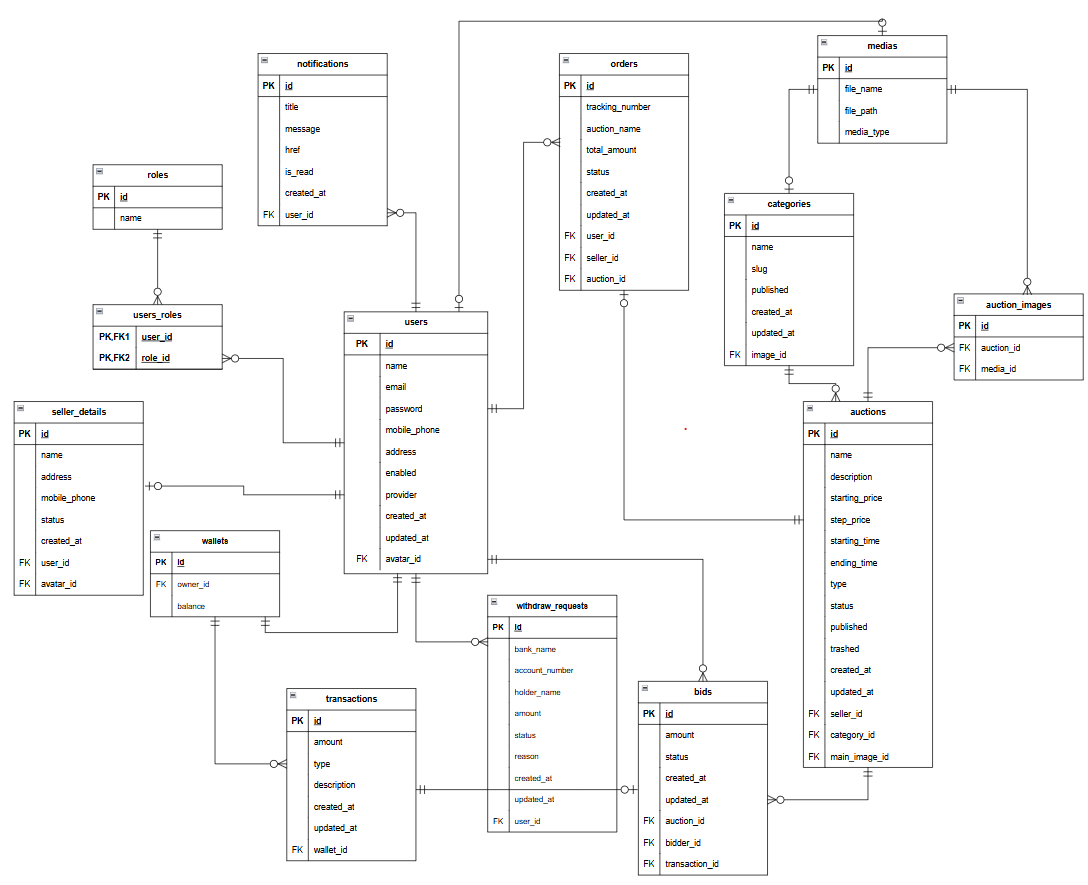 medias
PK id
file_name
file_path
media_type
notifications
PK id
title
message
href
is_read
created_at
FK user_id
orders
PK id
tracking_number
auction_name
total_amount
status
created_at
updated_at
FK user_id
FK seller_id
FK auction_id
roles
PK id
name
categories
PK id
name
slug
published
created_at
updated_at
FK image_id
auction_images
PK id
FK auction_id
FK media_id
users_roles
PK,FK1 user_id
PK,FK2 role_id
users
PK id
name
email
password
mobile_phone
address
enabled
provider
created_at
updated_at
FK avatar_id
seller_details
PK id
name
address
mobile_phone
status
created_at
FK user_id
FK avatar_id
auctions
PK id
name
description
starting_price
step_price
starting_time
ending_time
type
status
published
trashed
created_at
updated_at
FK seller_id
FK category_id
FK main_image_id
wallets
PK id
FK owner_id
balance
withdraw_requests
PK id
bank_name
account_number
holder_name
amount
status
reason
created_at
updated_at
FK user_id
transactions
PK id
amount
type
description
created_at
updated_at
FK wallet_id
bids
PK id
amount
status
created_at
updated_at
FK auction_id
FK bidder_id
FK transaction_id